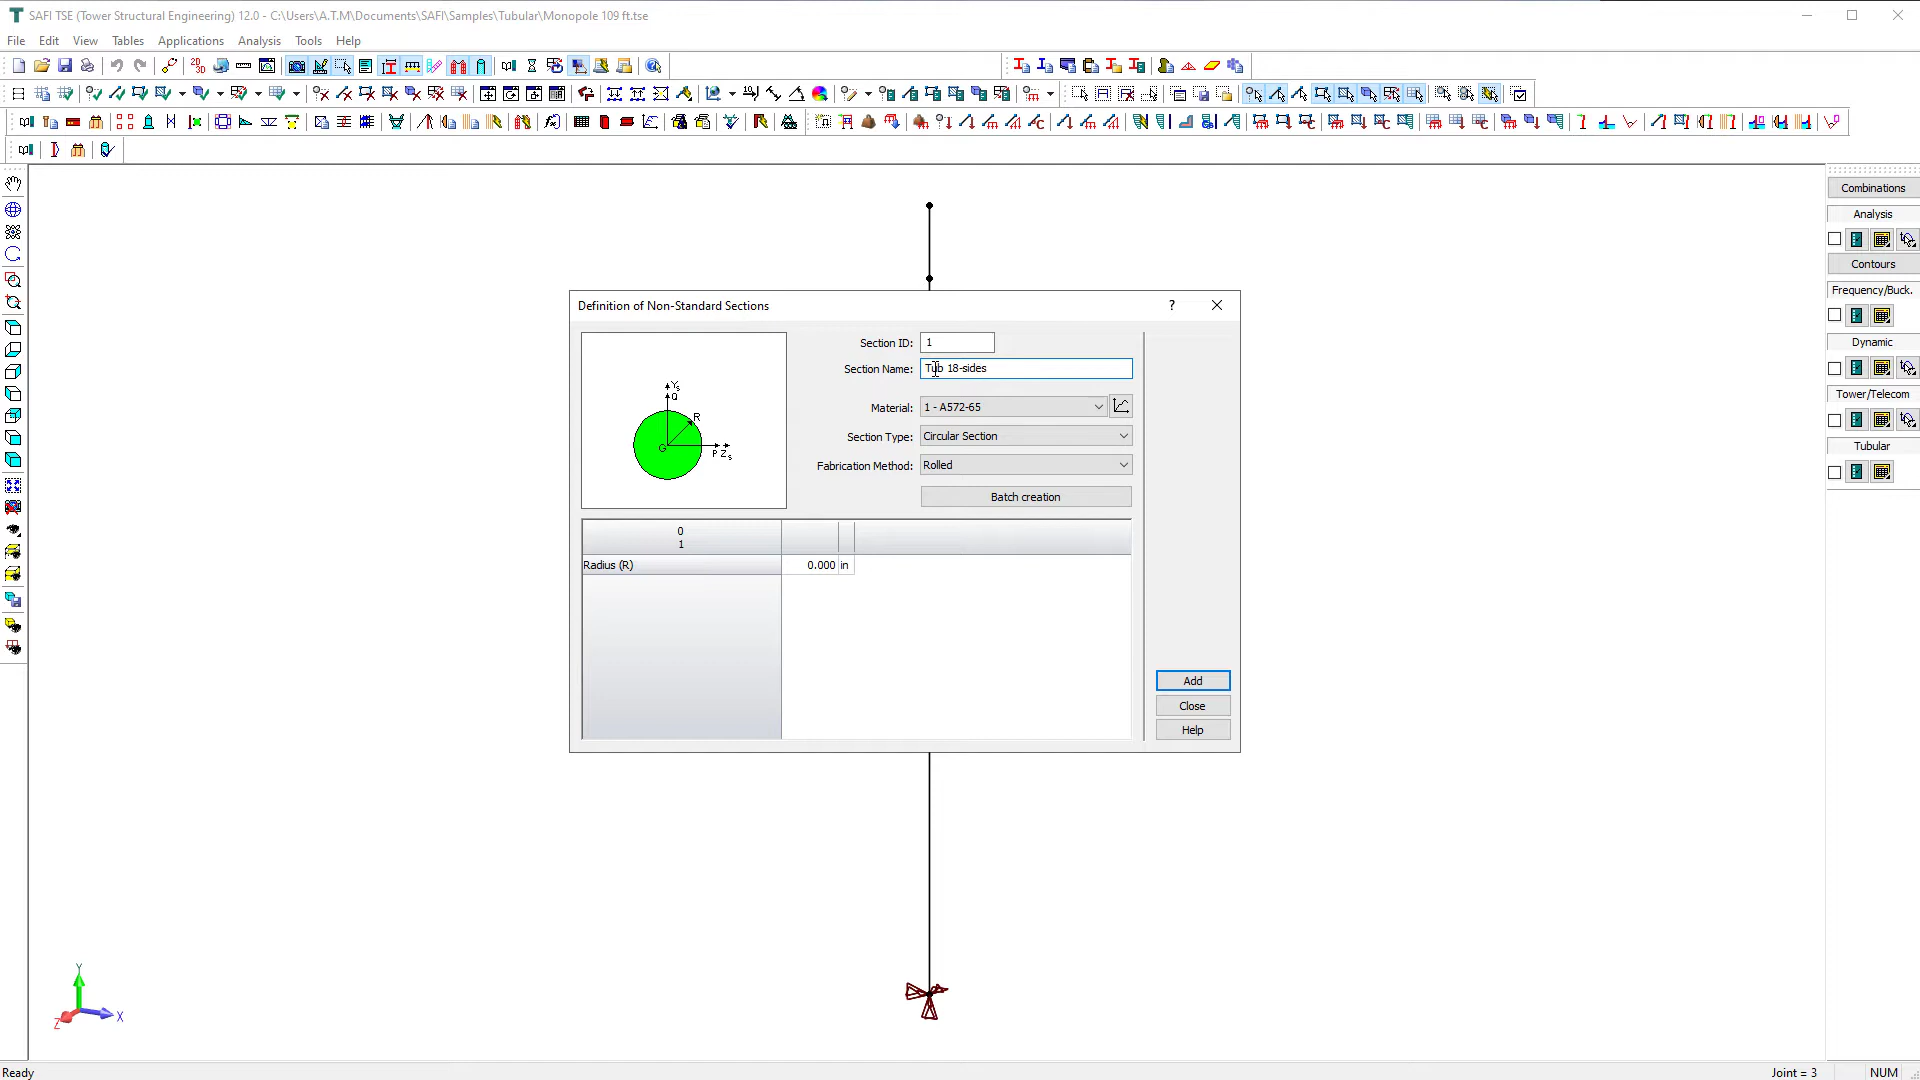 SAFI TSE (Tower Structural Engineering) 12.0 - C:\Users\A.T.M\Documents\SAFI\Samples\Tubular\Monopole 109 ft.tse
File Edit View Tables Applications Analysis Tools Help
Combinations
Analysis
Contours
Frequency/Buck.
Dynamic
Tower/Telecom
Tubular
Definition of Non-Standard Sections
Section ID: 1
Section Name: Tub 18-sides
Material: 1 - A572-65
Section Type: Circular Section
Fabrication Method: Rolled
Batch creation
Ys
Q
R
G
P Zs
0
1
Radius (R) 0.000 in
Add
Close
Help
Y
X
Z
Ready Joint = 3 NUM